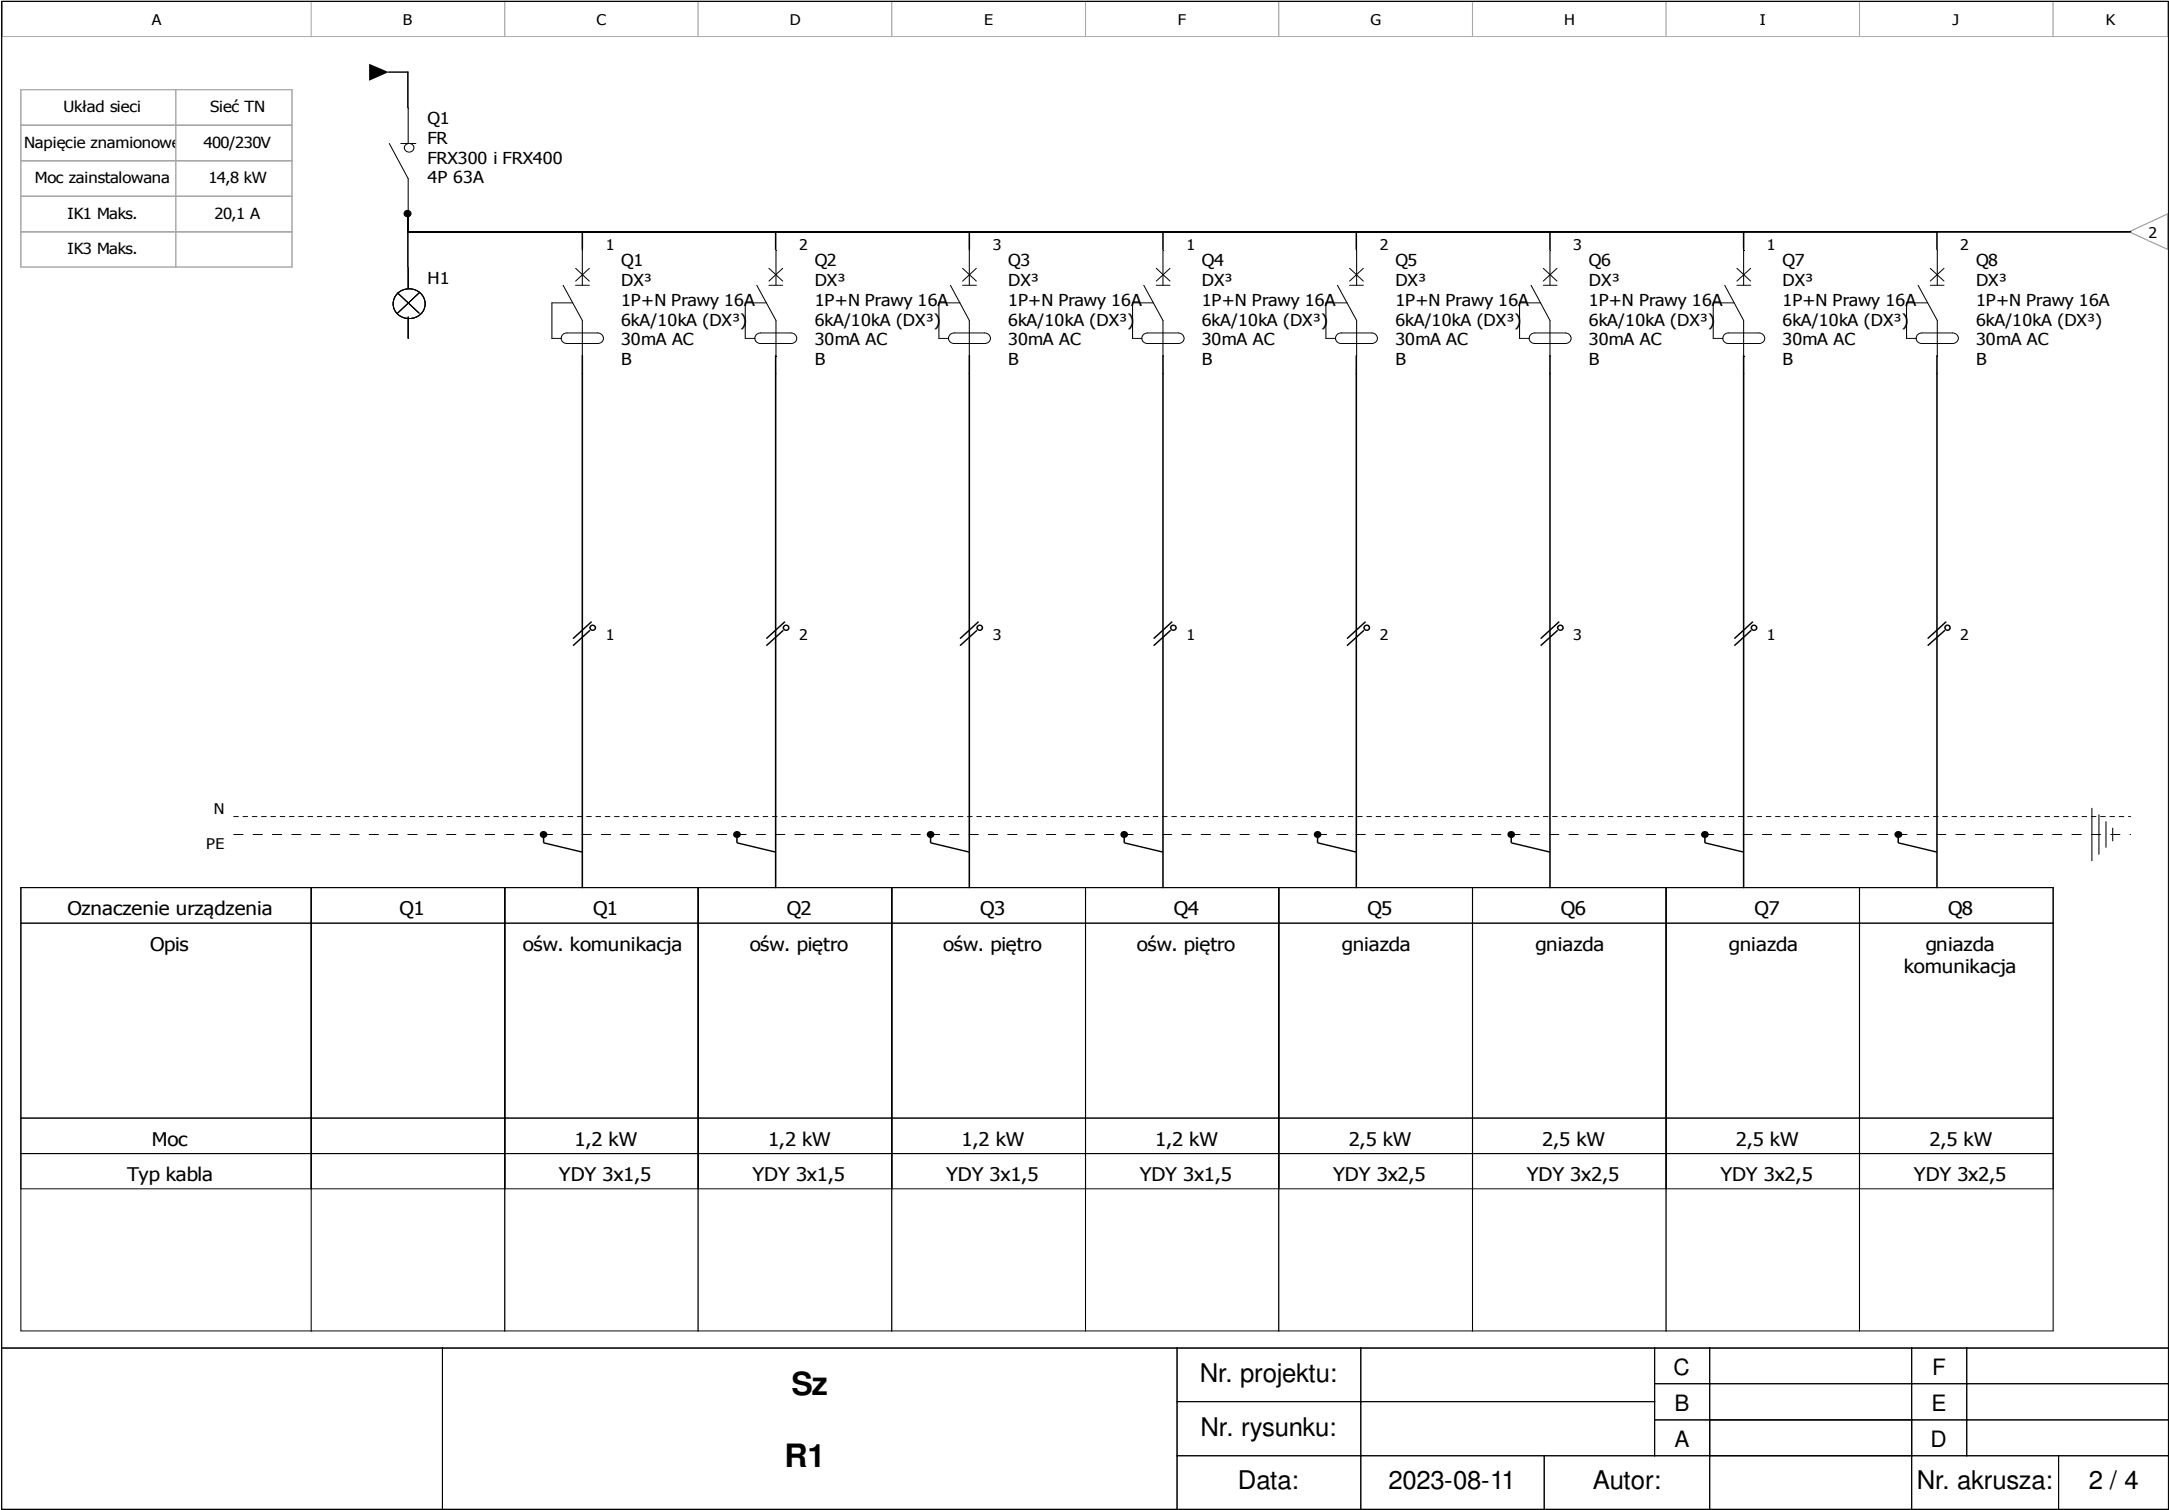 A B C D E F G H I J K
Układ sieci Sieć TN
Napięcie znamionowe 400/230V
Moc zainstalowana 14,8 kW
IK1 Maks. 20,1 A
IK3 Maks.
Q1
FR
FRX300 i FRX400
4P 63A
H1
2
1
Q1
DX³
1P+N Prawy 16A
6kA/10kA (DX³)
30mA AC
B
2
Q2
DX³
1P+N Prawy 16A
6kA/10kA (DX³)
30mA AC
B
3
Q3
DX³
1P+N Prawy 16A
6kA/10kA (DX³)
30mA AC
B
1
Q4
DX³
1P+N Prawy 16A
6kA/10kA (DX³)
30mA AC
B
2
Q5
DX³
1P+N Prawy 16A
6kA/10kA (DX³)
30mA AC
B
3
Q6
DX³
1P+N Prawy 16A
6kA/10kA (DX³)
30mA AC
B
1
Q7
DX³
1P+N Prawy 16A
6kA/10kA (DX³)
30mA AC
B
2
Q8
DX³
1P+N Prawy 16A
6kA/10kA (DX³)
30mA AC
B
1 2 3 1 2 3 1 2
N
PE
Oznaczenie urządzenia Q1 Q1 Q2 Q3 Q4 Q5 Q6 Q7 Q8
Opis ośw. komunikacja ośw. piętro ośw. piętro ośw. piętro gniazda gniazda gniazda gniazda
komunikacja
Moc 1,2 kW 1,2 kW 1,2 kW 1,2 kW 2,5 kW 2,5 kW 2,5 kW 2,5 kW
Typ kabla YDY 3x1,5 YDY 3x1,5 YDY 3x1,5 YDY 3x1,5 YDY 3x2,5 YDY 3x2,5 YDY 3x2,5 YDY 3x2,5
Sz
R1
Nr. projektu:
Nr. rysunku:
C F
B E
A D
Data: 2023-08-11 Autor: Nr. akrusza: 2 / 4